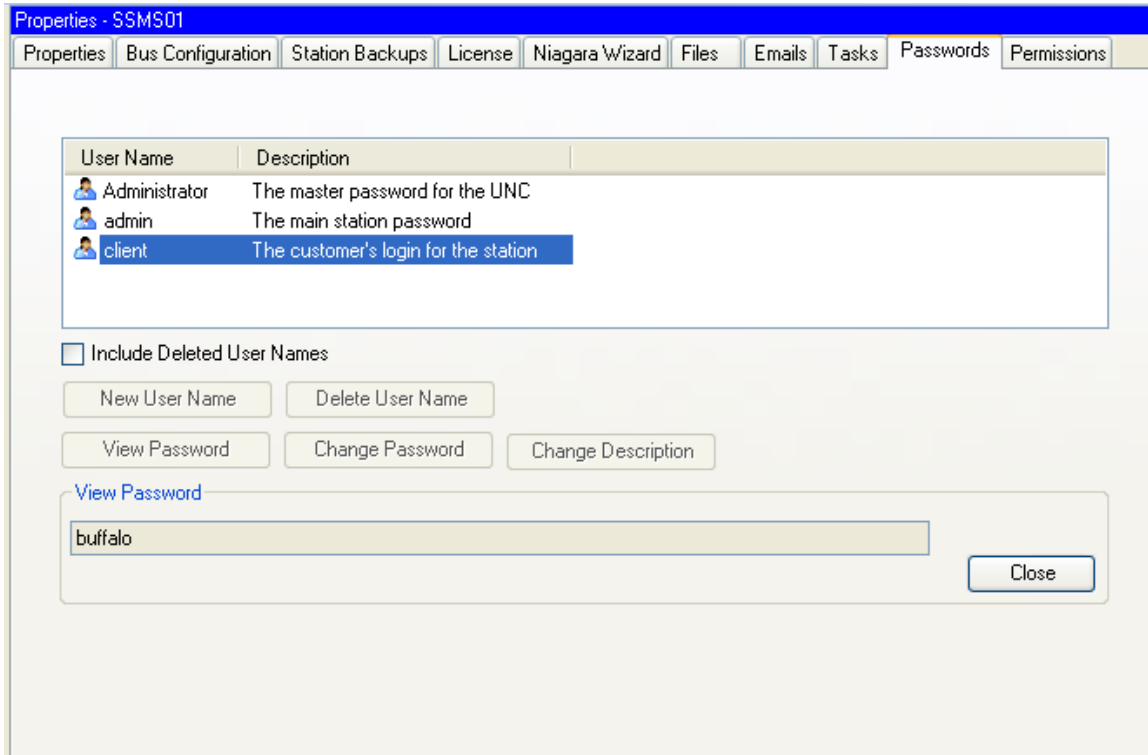 Properties - SSMS01
Properties Bus Configuration Station Backups License Niagara Wizard Files Emails Tasks Passwords Permissions
User Name Description
Administrator The master password for the UNC
admin The main station password
client The customer's login for the station
Include Deleted User Names
New User Name Delete User Name
View Password Change Password Change Description
View Password
buffalo
Close